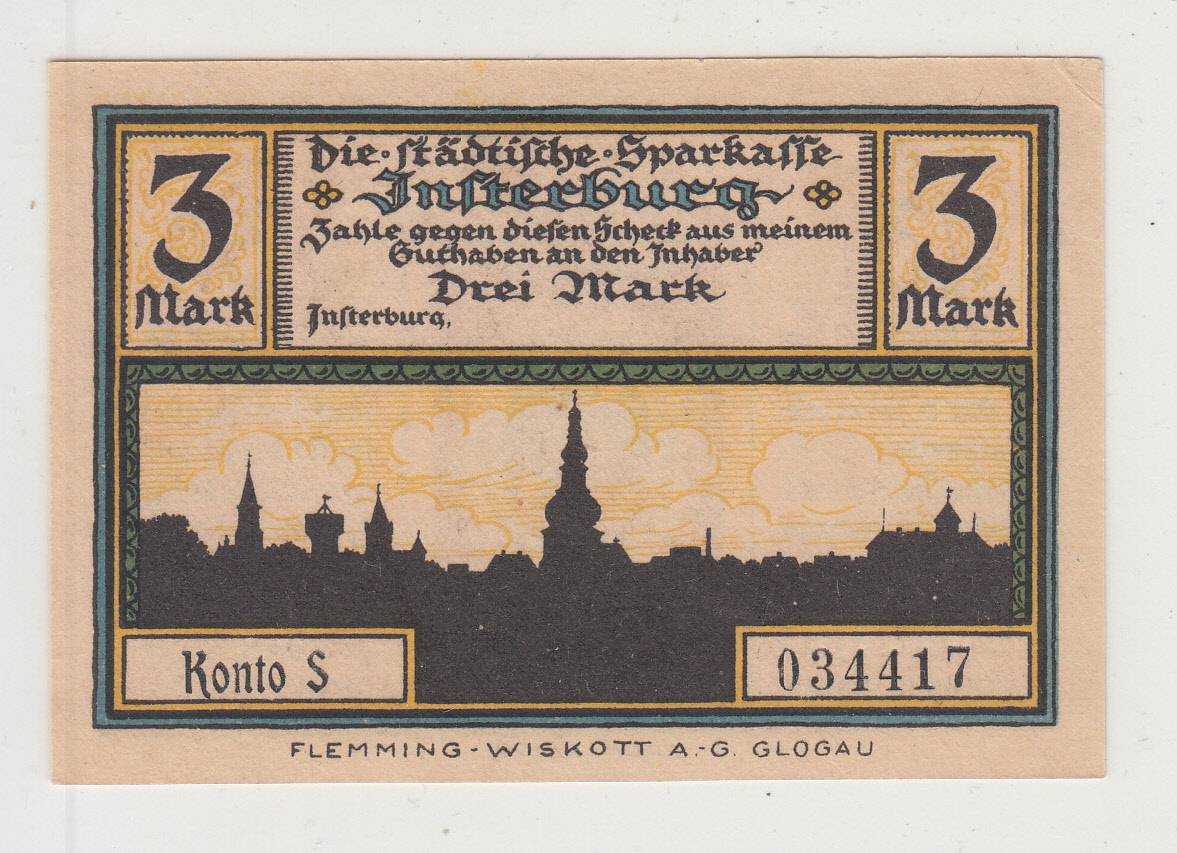 3
Mark
Die·städtische·Sparkasse
Insterburg
Zahle gegen diesen Scheck aus meinem
Guthaben an den Inhaber
Drei Mark
Insterburg,
3
Mark
Konto S
034417
FLEMMING-WISKOTT A.-G. GLOGAU